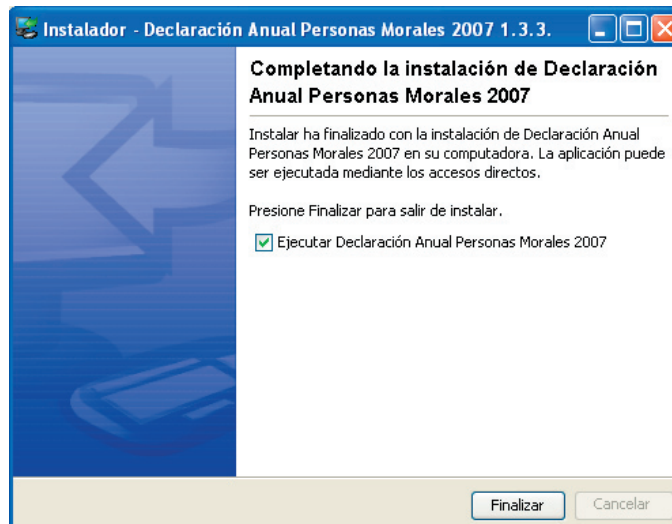 Instalador - Declaración Anual Personas Morales 2007 1.3.3.
Completando la instalación de Declaración
Anual Personas Morales 2007
Instalar ha finalizado con la instalación de Declaración Anual
Personas Morales 2007 en su computadora. La aplicación puede
ser ejecutada mediante los accesos directos.
Presione Finalizar para salir de instalar.
Ejecutar Declaración Anual Personas Morales 2007
Finalizar
Cancelar